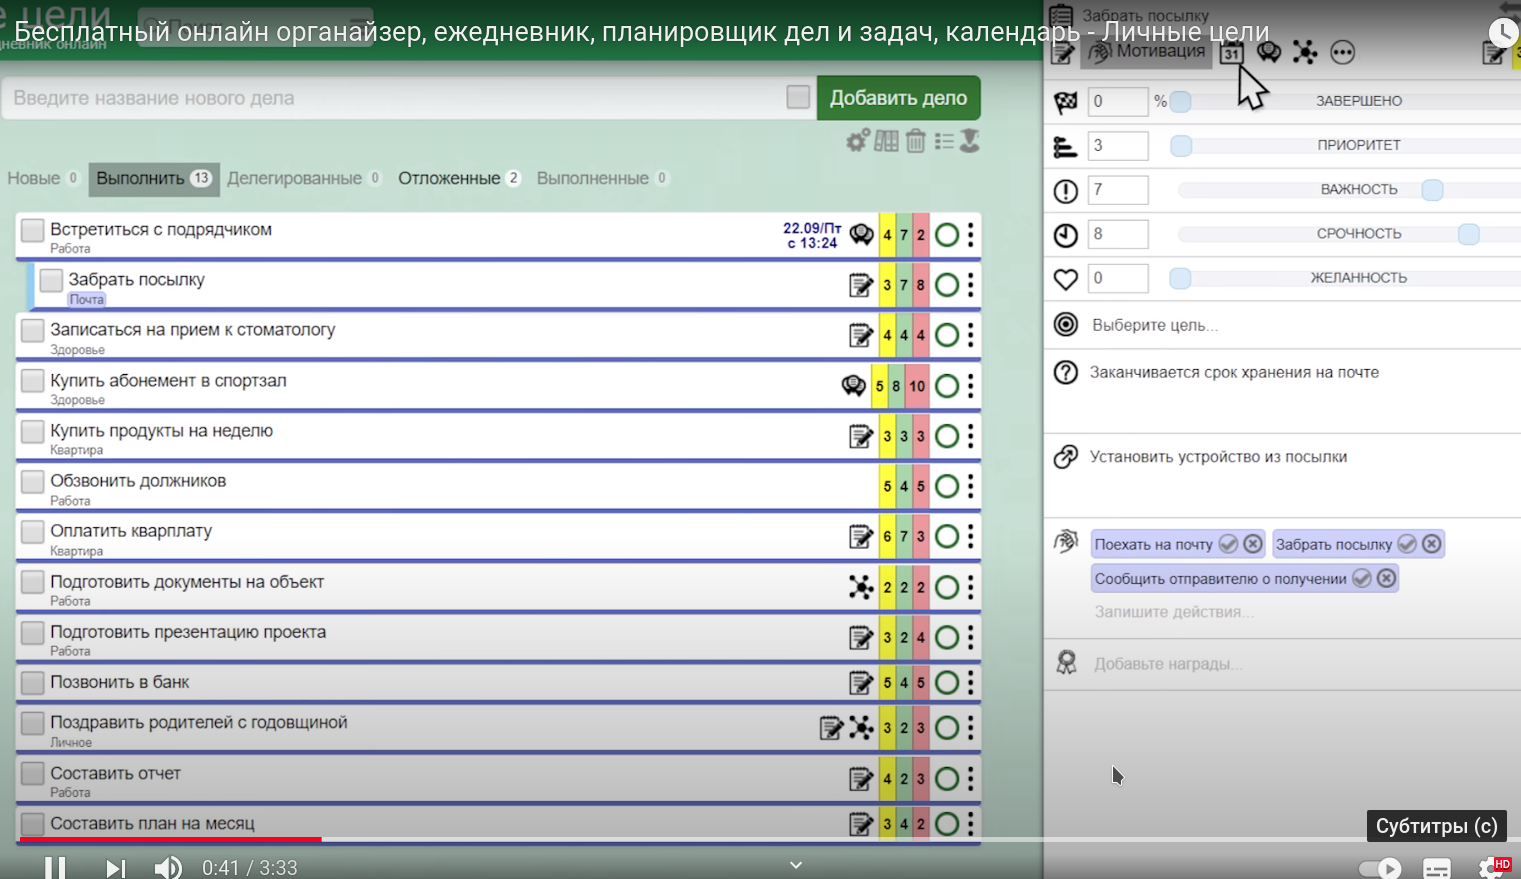 е цели
Бесплатный онлайн органайзер, ежедневник, планировщик дел и задач, календарь - Личные цели
дневник онлайн
Введите название нового дела
Добавить дело
Новые 0 Выполнить 13 Делегированные 0 Отложенные 2 Выполненные 0
Встретиться с подрядчиком
Работа
22.09/Пт
с 13:24
4 7 2
Забрать посылку
Почта
3 7 8
Записаться на прием к стоматологу
Здоровье
4 4 4
Купить абонемент в спортзал
Здоровье
5 8 10
Купить продукты на неделю
Квартира
3 3 3
Обзвонить должников
Работа
5 4 5
Оплатить кварплату
Квартира
6 7 3
Подготовить документы на объект
Работа
2 2 2
Подготовить презентацию проекта
Работа
3 2 4
Позвонить в банк
5 4 5
Поздравить родителей с годовщиной
Личное
3 2 3
Составить отчет
Работа
4 2 3
Составить план на месяц
3 4 2
0:41 / 3:33
Забрать посылку
Мотивация 31
0 % ЗАВЕРШЕНО
3 ПРИОРИТЕТ
7 ВАЖНОСТЬ
8 СРОЧНОСТЬ
0 ЖЕЛАННОСТЬ
Выберите цель...
Заканчивается срок хранения на почте
Установить устройство из посылки
Поехать на почту Забрать посылку
Сообщить отправителю о получении
Запишите действия...
Добавьте награды...
Субтитры (c)
HD